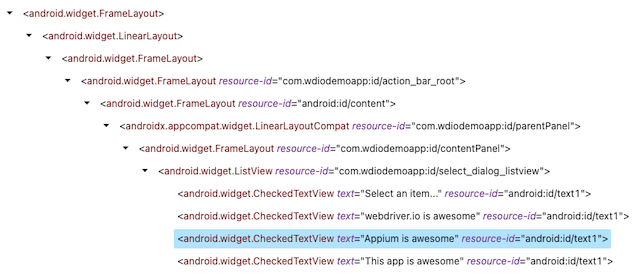 <android.widget.FrameLayout>
<android.widget.LinearLayout>
<android.widget.FrameLayout>
<android.widget.FrameLayout resource-id="com.wdiodemoapp:id/action_bar_root">
<android.widget.FrameLayout resource-id="android:id/content">
<androidx.appcompat.widget.LinearLayoutCompat resource-id="com.wdiodemoapp:id/parentPanel">
<android.widget.FrameLayout resource-id="com.wdiodemoapp:id/contentPanel">
<android.widget.ListView resource-id="com.wdiodemoapp:id/select_dialog_listview">
<android.widget.CheckedTextView text="Select an item..." resource-id="android:id/text1">
<android.widget.CheckedTextView text="webdriver.io is awesome" resource-id="android:id/text1">
<android.widget.CheckedTextView text="Appium is awesome" resource-id="android:id/text1">
<android.widget.CheckedTextView text="This app is awesome" resource-id="android:id/text1">